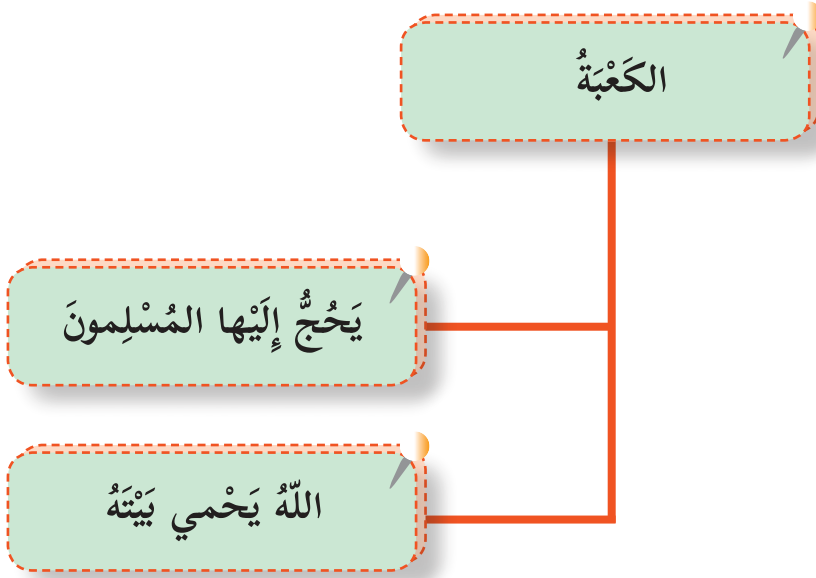 الكَعْبَةُ
يَحُجُّ إِلَيْها المُسْلِمونَ
اللّهُ يَحْمي بَيْتَهُ